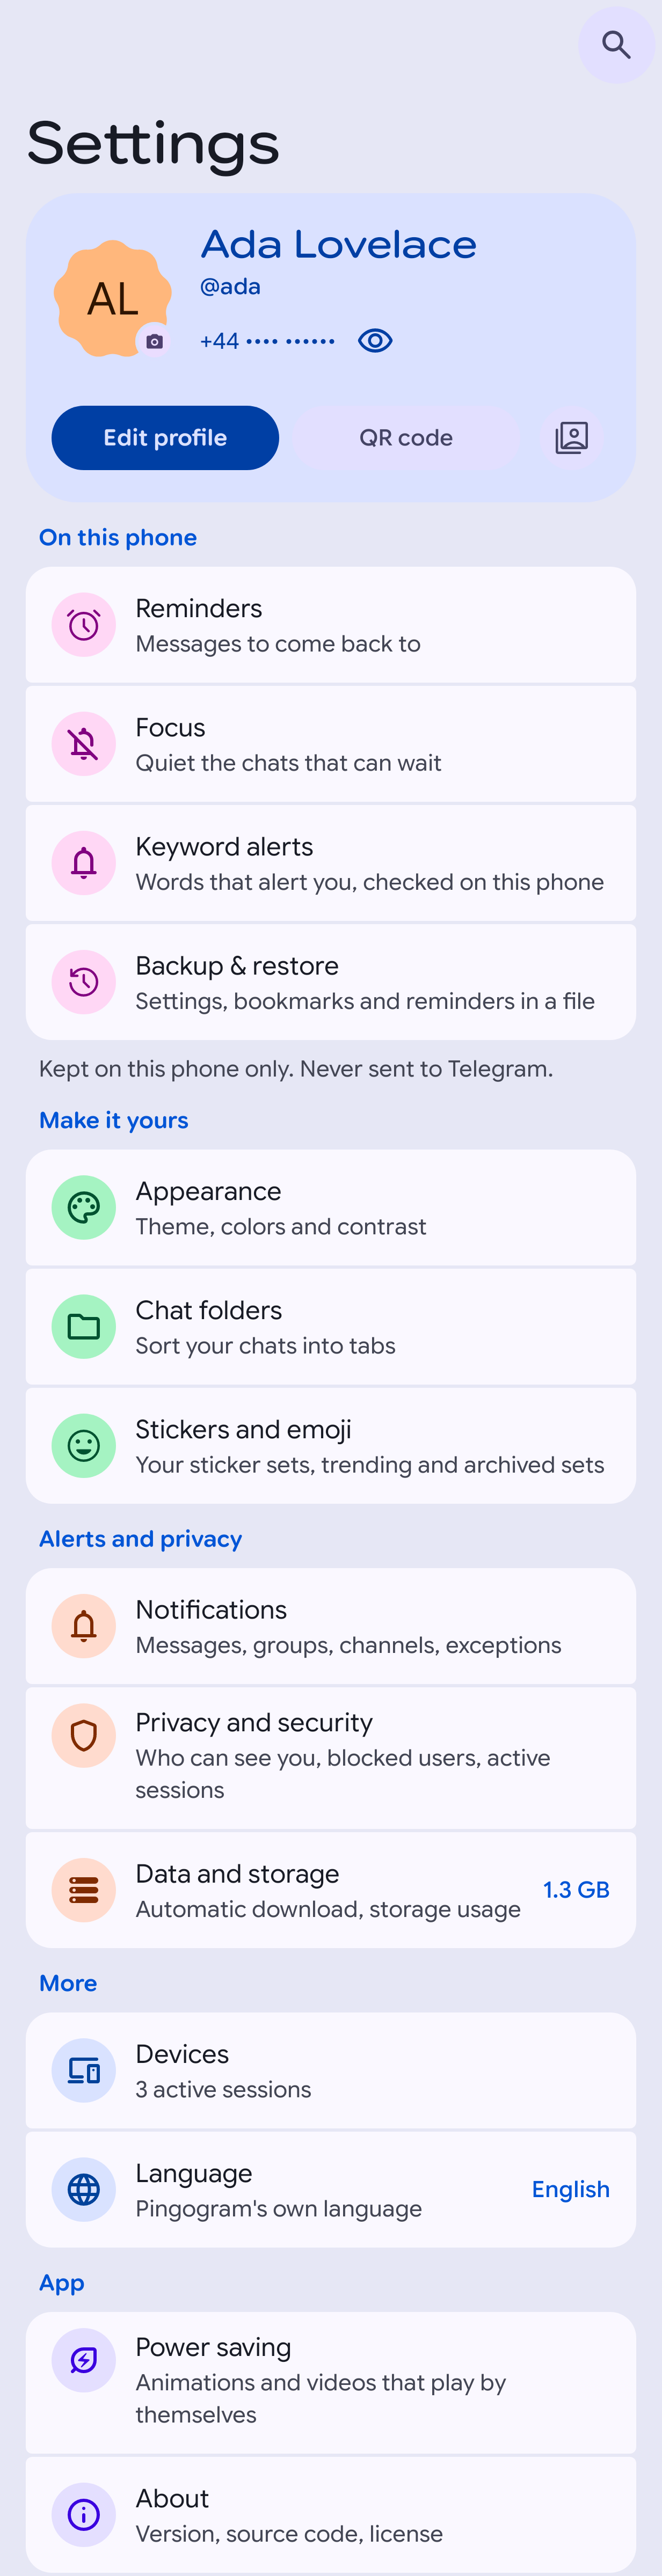 Settings
Ada Lovelace
@ada
AL
+44 •••• ••••••
Edit profile
QR code
On this phone
Reminders
Messages to come back to
Focus
Quiet the chats that can wait
Keyword alerts
Words that alert you, checked on this phone
Backup & restore
Settings, bookmarks and reminders in a file
Kept on this phone only. Never sent to Telegram.
Make it yours
Appearance
Theme, colors and contrast
Chat folders
Sort your chats into tabs
Stickers and emoji
Your sticker sets, trending and archived sets
Alerts and privacy
Notifications
Messages, groups, channels, exceptions
Privacy and security
Who can see you, blocked users, active
sessions
Data and storage
Automatic download, storage usage
1.3 GB
More
Devices
3 active sessions
Language
Pingogram's own language
English
App
Power saving
Animations and videos that play by
themselves
About
Version, source code, license